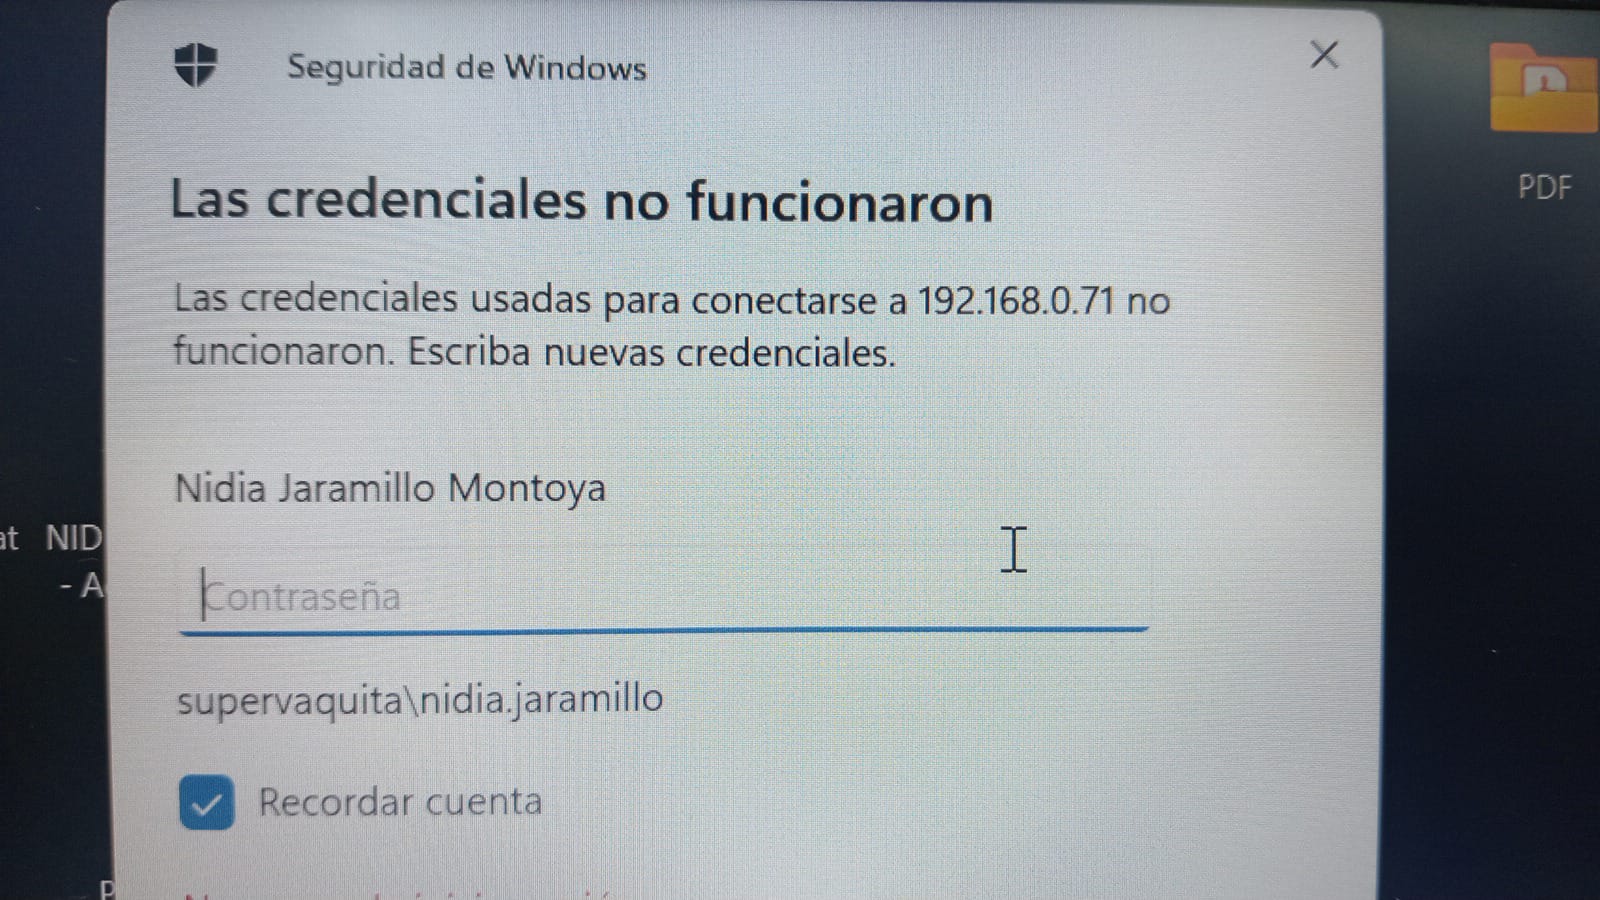 Seguridad de Windows
PDF
Las credenciales no funcionaron
Las credenciales usadas para conectarse a 192.168.0.71 no
funcionaron. Escriba nuevas credenciales.
Nidia Jaramillo Montoya
at NID
- A
Contraseña
supervaquita\nidia.jaramillo
Recordar cuenta
P